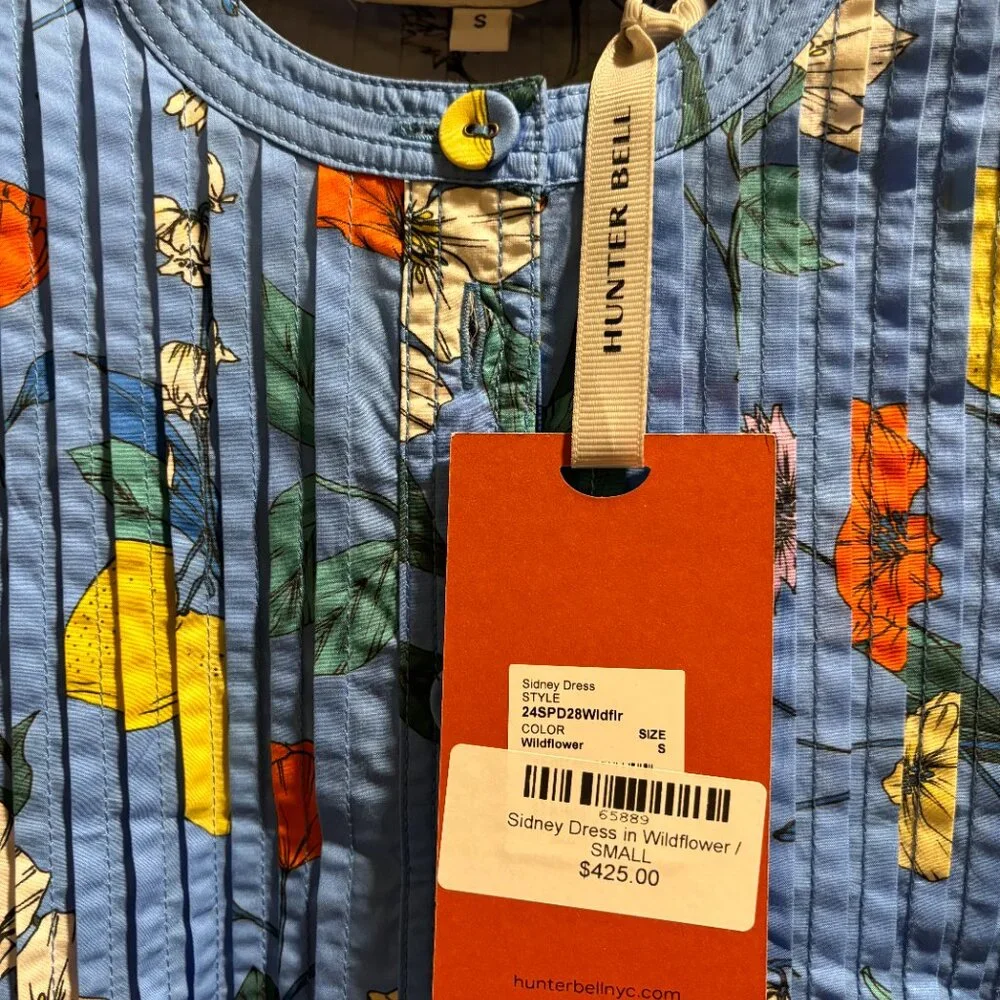 S
HUNTER BELL
Sidney Dress
STYLE
24SPD28Wldflr
COLOR SIZE
Wildflower S
65889
Sidney Dress in Wildflower /
SMALL
$425.00
hunterbellnyc.com